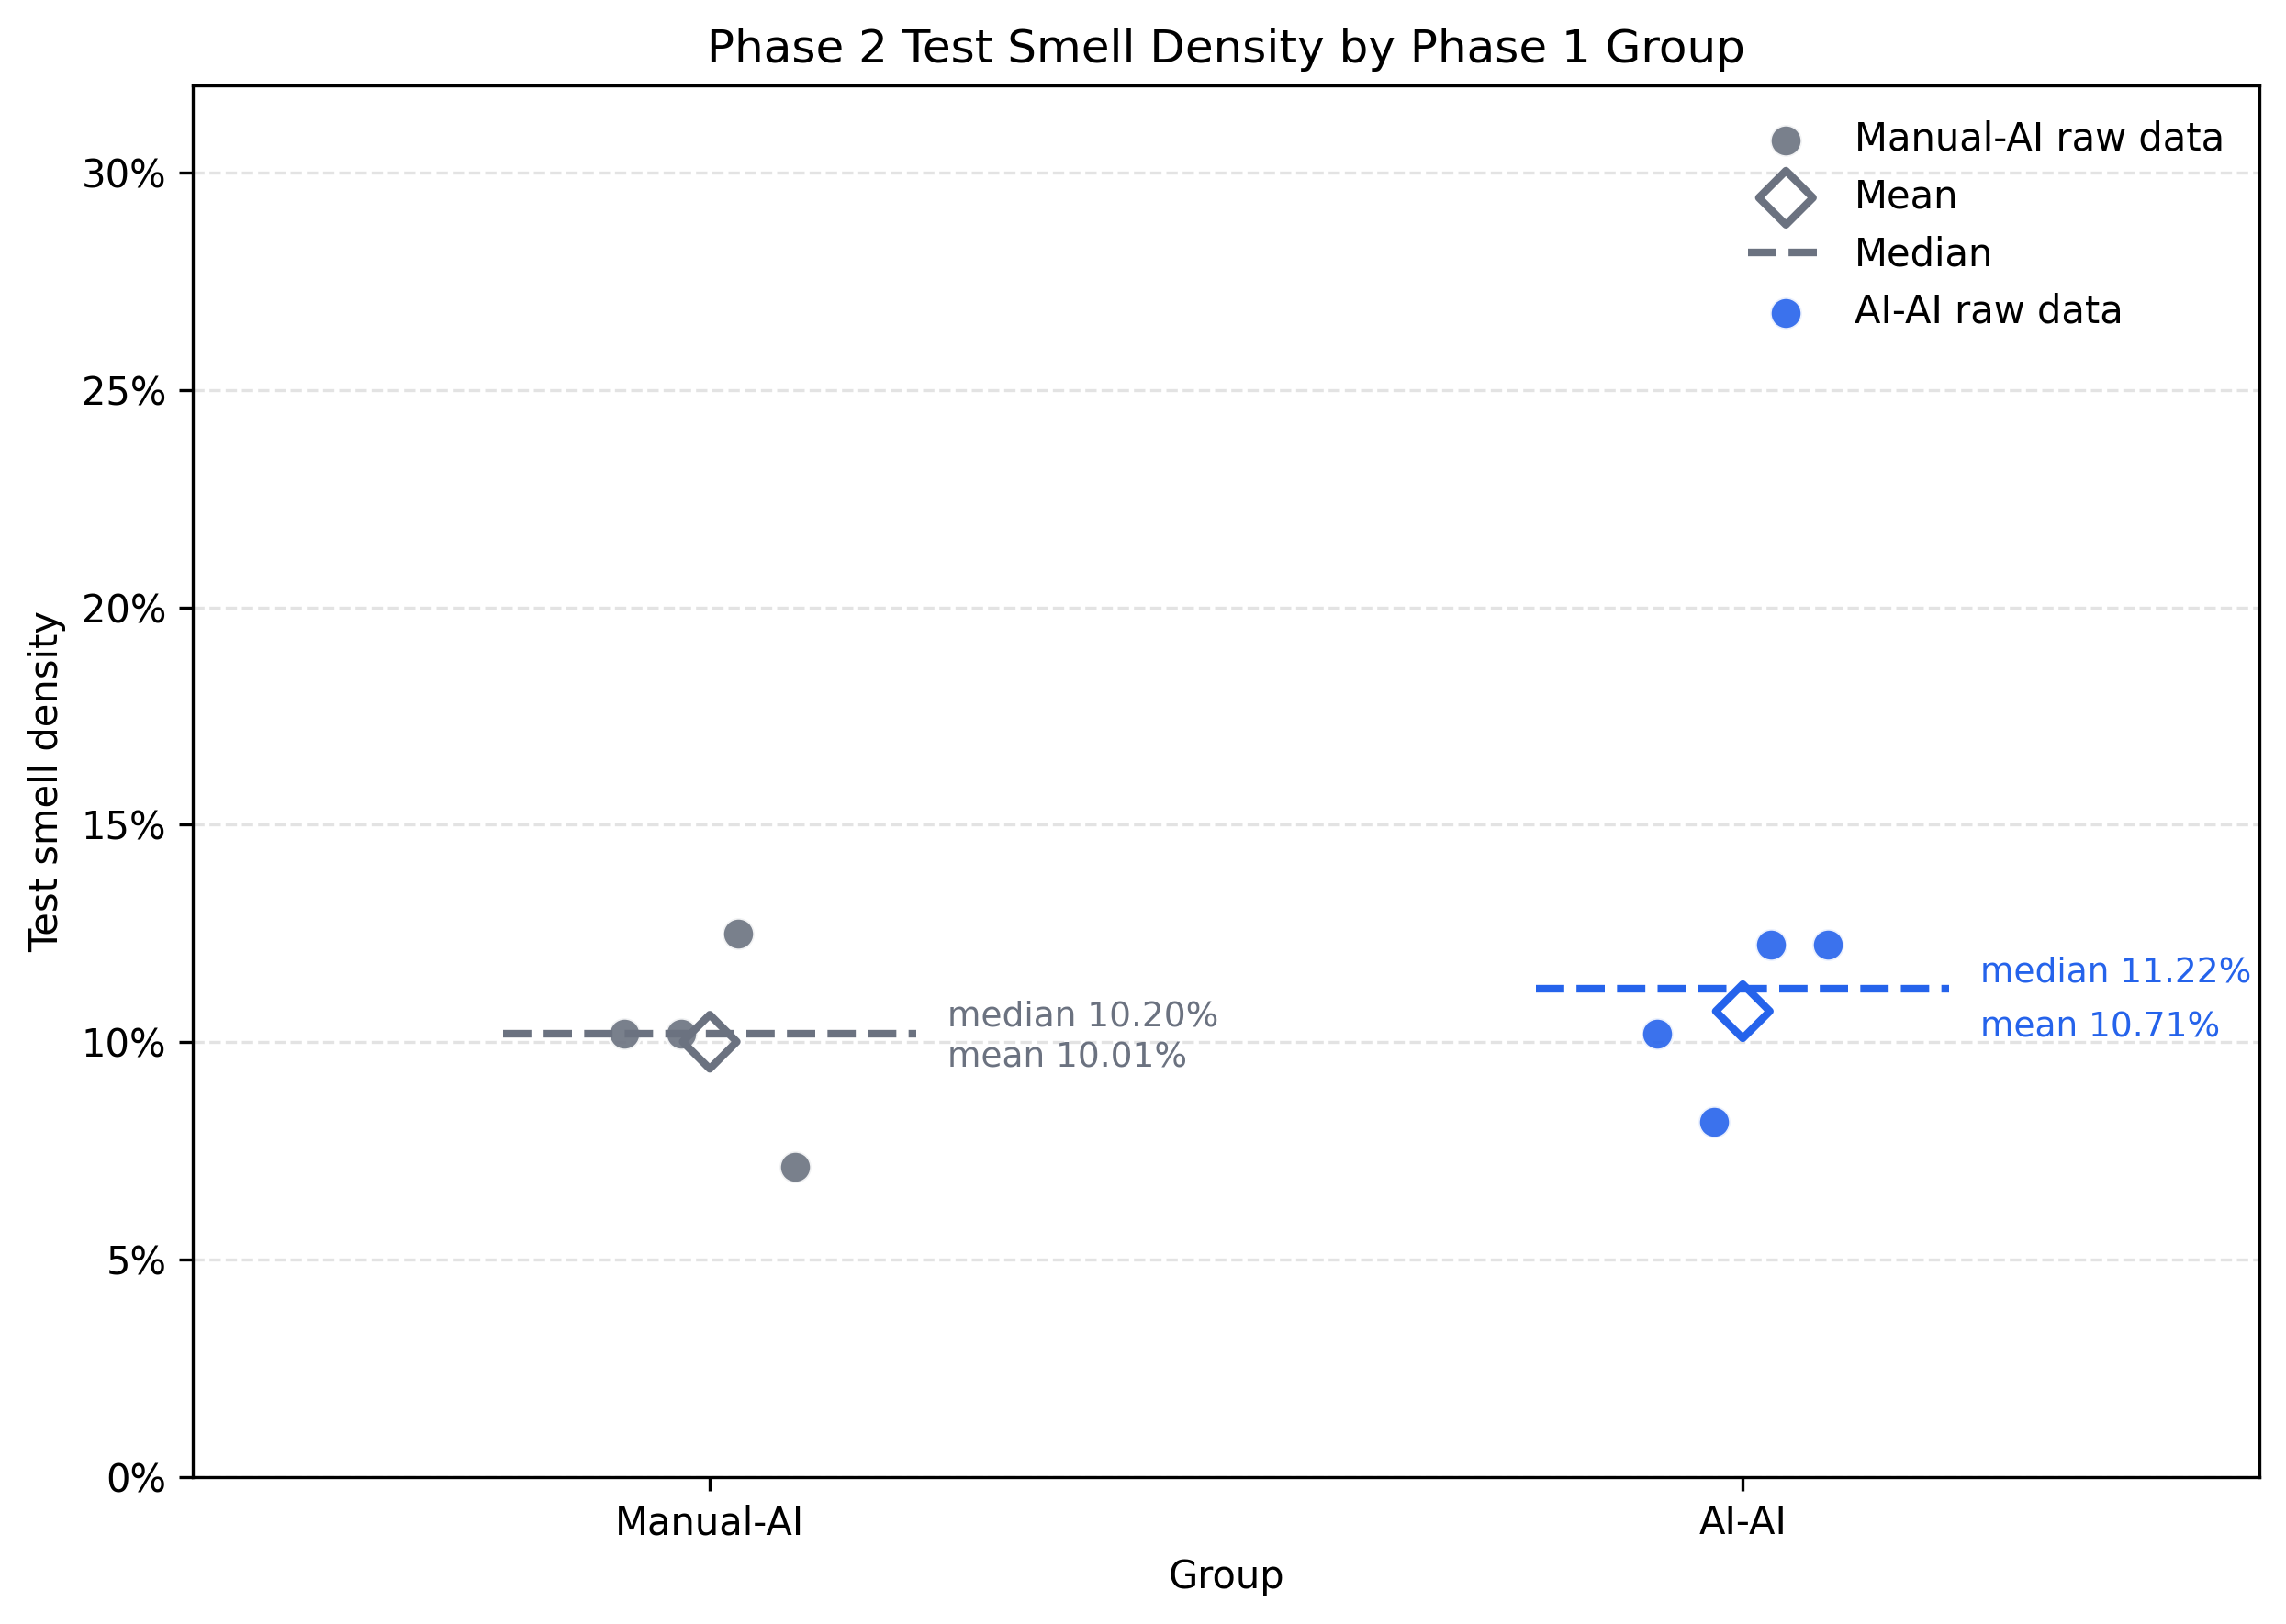 Phase 2 Test Smell Density by Phase 1 Group
Manual-AI raw data
Mean
Median
AI-AI raw data
30%
25%
20%
15%
10%
5%
0%
Test smell density
median 10.20%
mean 10.01%
median 11.22%
mean 10.71%
Manual-AI
AI-AI
Group